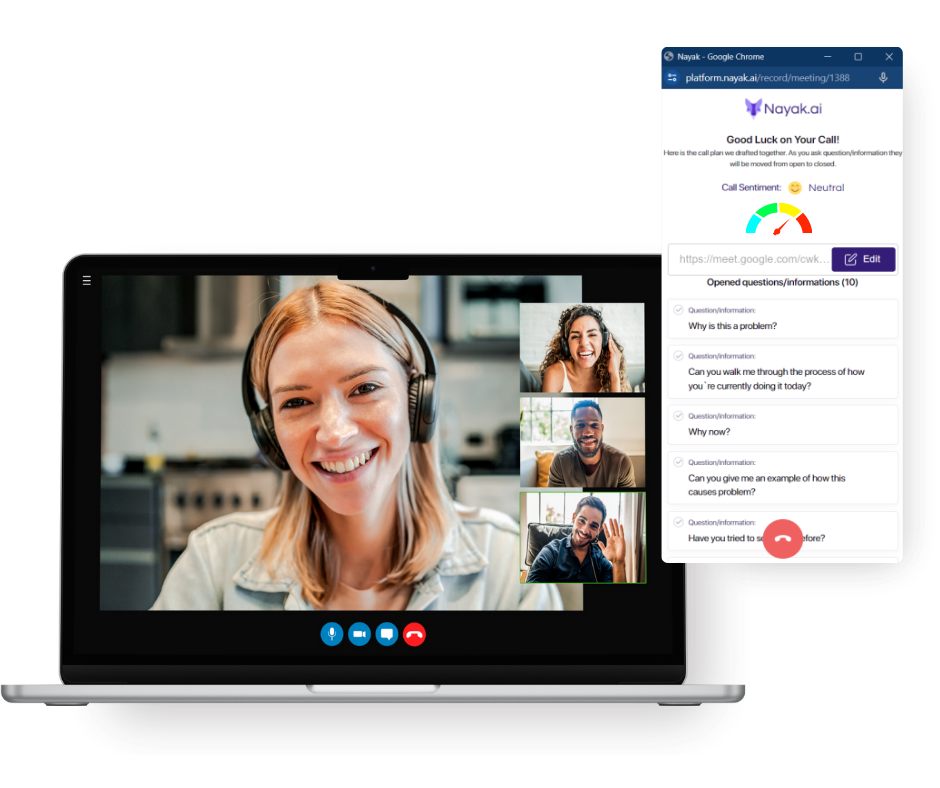 Nayak - Google Chrome
platform.nayak.ai/record/meeting/1388
Nayak.ai
Good Luck on Your Call!
Here is the call plan we drafted together. As you ask question/information they
will be moved from open to closed.
Call Sentiment: Neutral
https://meet.google.com/cwk... Edit
Opened questions/informations (10)
Question/information:
Why is this a problem?
Question/information:
Can you walk me through the process of how
you`re currently doing it today?
Question/information:
Why now?
Question/information:
Can you give me an example of how this
causes problem?
Question/information:
Have you tried to